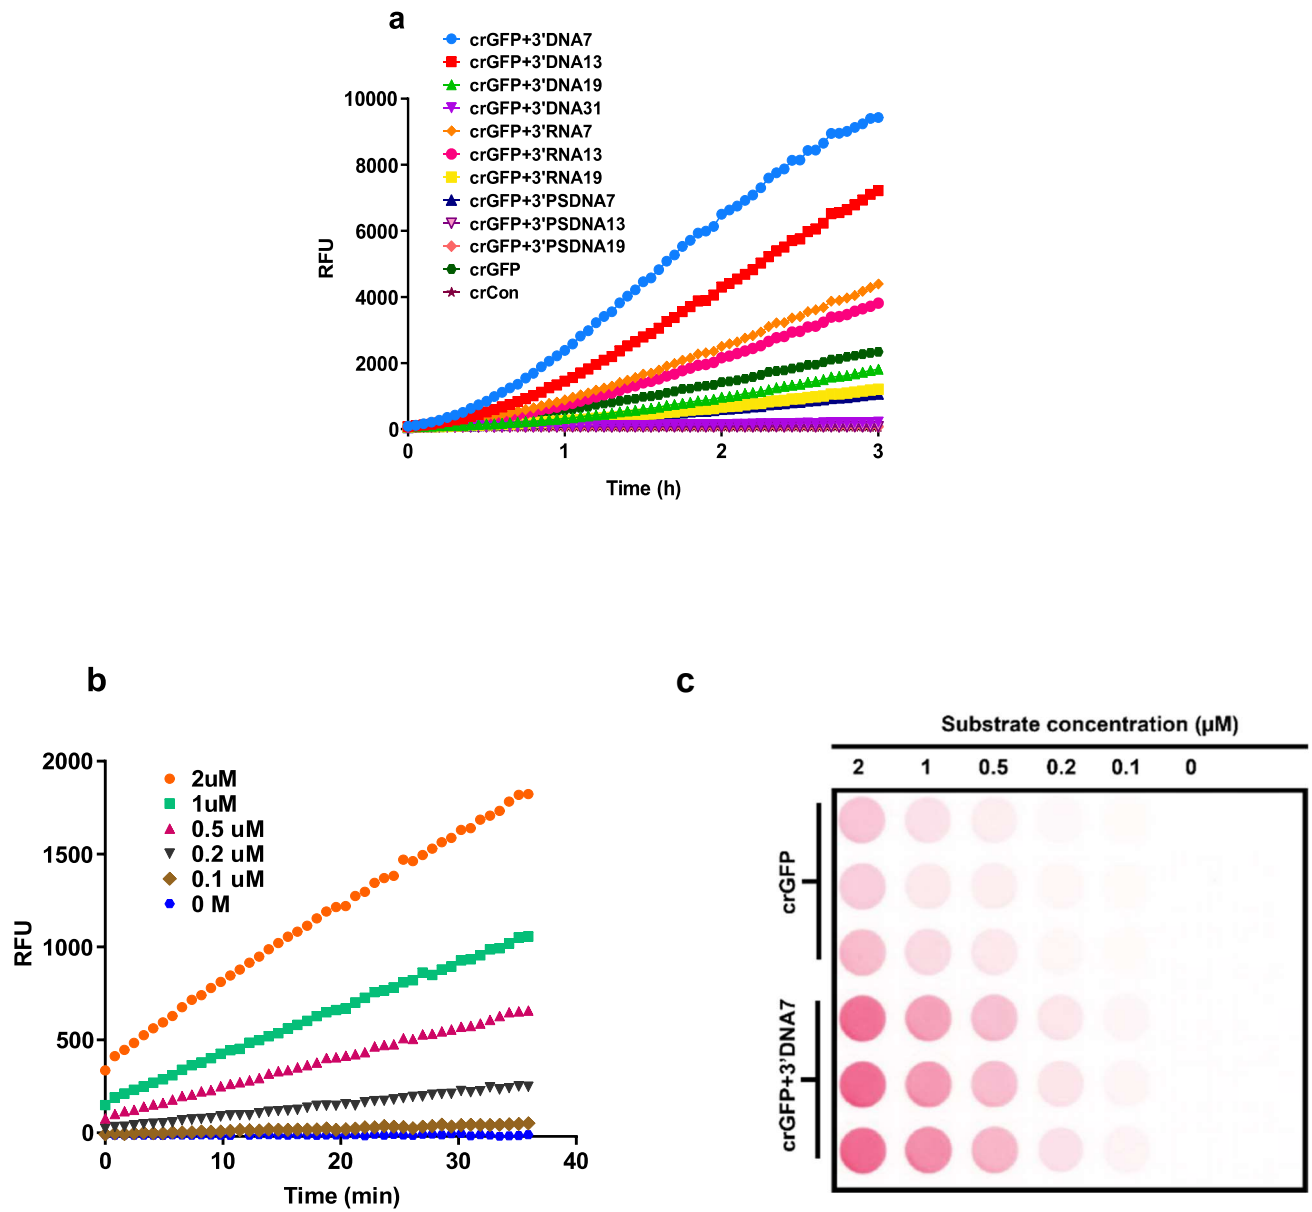 a
crGFP+3'DNA7
crGFP+3'DNA13
crGFP+3'DNA19
crGFP+3'DNA31
crGFP+3'RNA7
crGFP+3'RNA13
crGFP+3'RNA19
crGFP+3'PSDNA7
crGFP+3'PSDNA13
crGFP+3'PSDNA19
crGFP
crCon
10000
8000
6000
4000
2000
0
RFU
0 1 2 3
Time (h)
b
2uM
1uM
0.5 uM
0.2 uM
0.1 uM
0 M
2000
1500
1000
500
0
RFU
0 10 20 30 40
Time (min)
c
Substrate concentration (µM)
2 1 0.5 0.2 0.1 0
crGFP
crGFP+3'DNA7